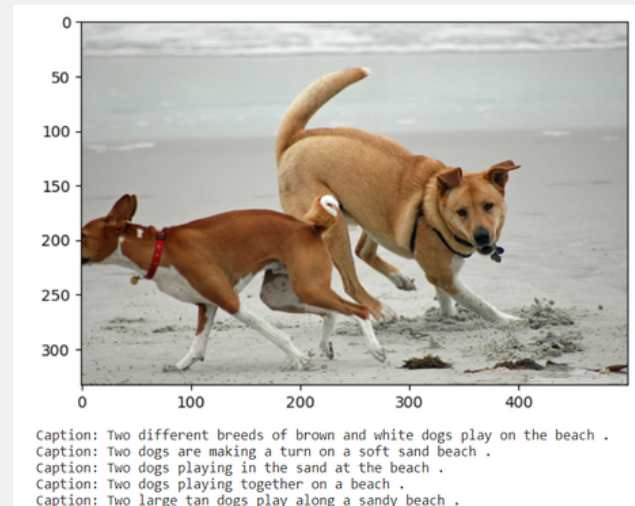 0
50
100
150
200
250
300
0 100 200 300 400
Caption: Two different breeds of brown and white dogs play on the beach .
Caption: Two dogs are making a turn on a soft sand beach .
Caption: Two dogs playing in the sand at the beach .
Caption: Two dogs playing together on a beach .
Caption: Two large tan dogs play along a sandy beach .